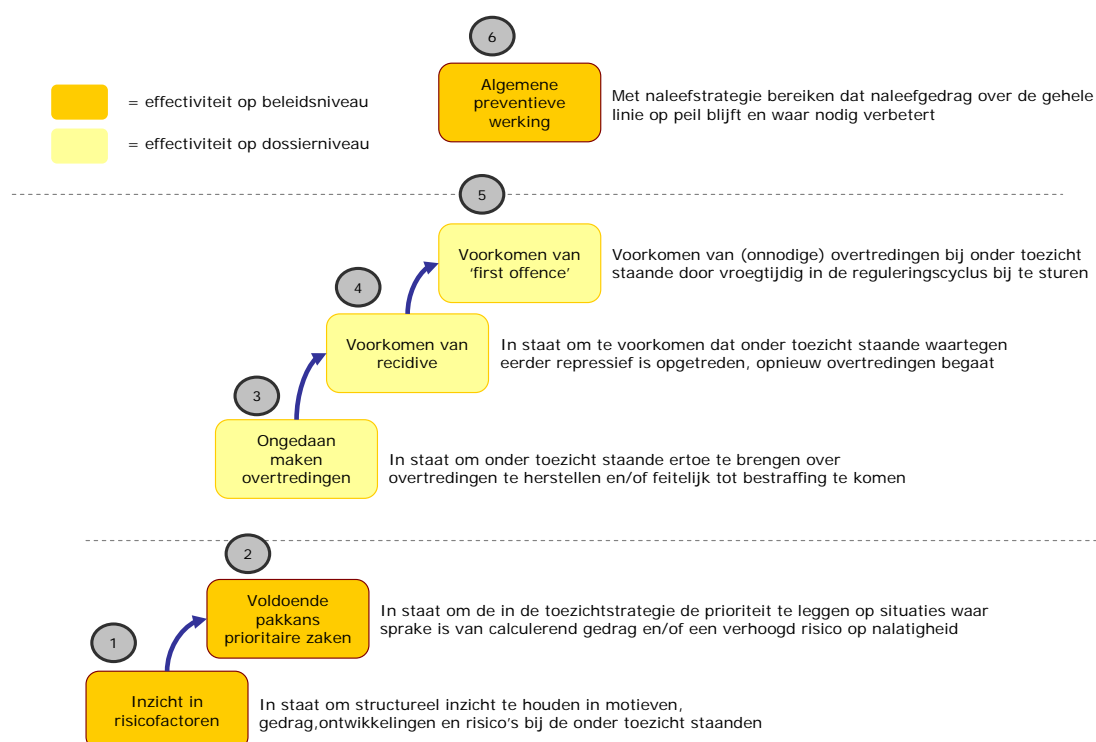 6
Algemene
preventieve
werking
Met naleefstrategie bereiken dat naleefgedrag over de gehele
linie op peil blijft en waar nodig verbetert
= effectiviteit op beleidsniveau
= effectiviteit op dossierniveau
5
Voorkomen van
'first offence'
Voorkomen van (onnodige) overtredingen bij onder toezicht
staande door vroegtijdig in de reguleringscyclus bij te sturen
4
Voorkomen van
recidive
In staat om te voorkomen dat onder toezicht staande waartegen
eerder repressief is opgetreden, opnieuw overtredingen begaat
3
Ongedaan
maken
overtredingen
In staat om onder toezicht staande ertoe te brengen over
overtredingen te herstellen en/of feitelijk tot bestraffing te komen
2
Voldoende
pakkans
prioritaire zaken
In staat om de in de toezichtstrategie de prioriteit te leggen op situaties waar
sprake is van calculerend gedrag en/of een verhoogd risico op nalatigheid
1
Inzicht in
risicofactoren
In staat om structureel inzicht te houden in motieven,
gedrag,ontwikkelingen en risico's bij de onder toezicht staanden